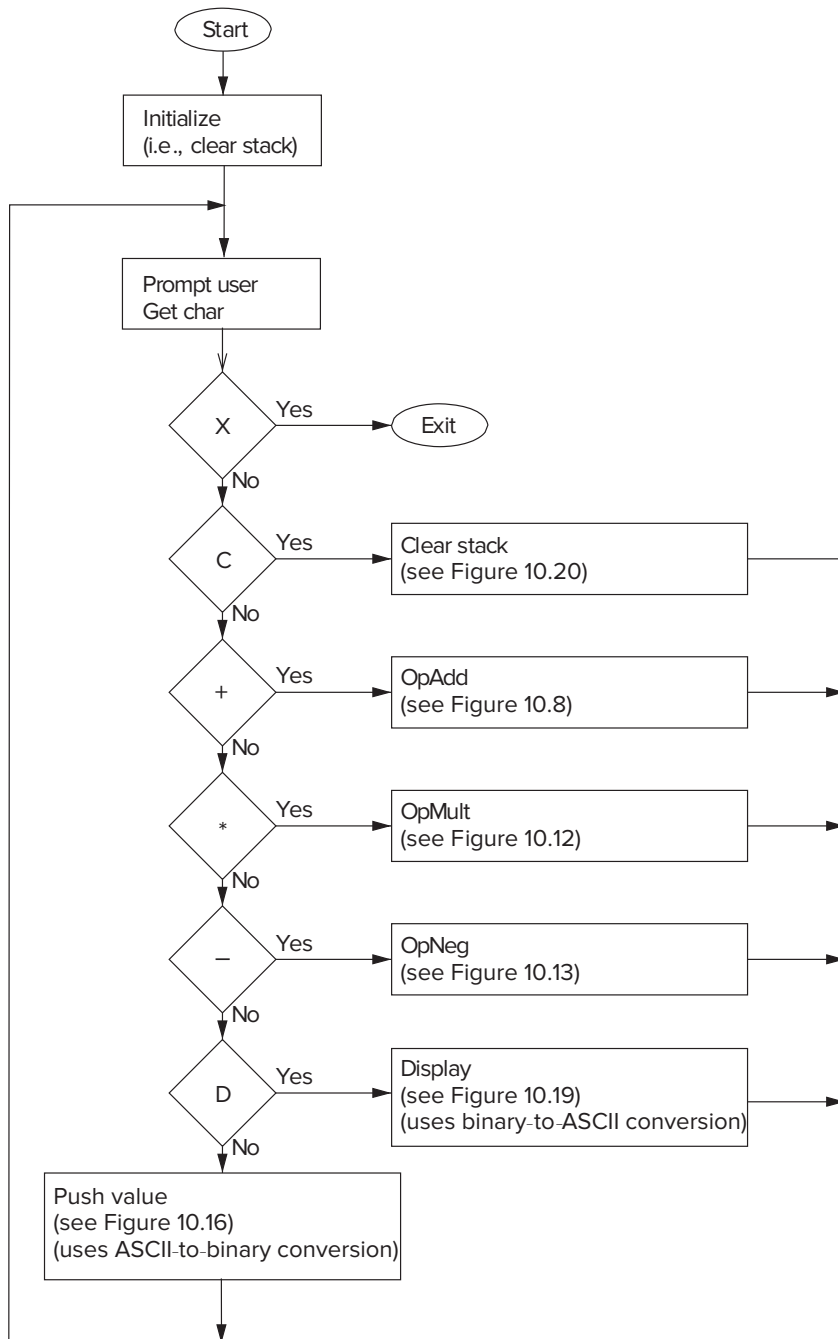 Start
Initialize
(i.e., clear stack)
Prompt user
Get char
X
Yes
Exit
No
C
Yes
Clear stack
(see Figure 10.20)
No
+
Yes
OpAdd
(see Figure 10.8)
No
*
Yes
OpMult
(see Figure 10.12)
No
−
Yes
OpNeg
(see Figure 10.13)
No
D
Yes
Display
(see Figure 10.19)
(uses binary-to-ASCII conversion)
No
Push value
(see Figure 10.16)
(uses ASCII-to-binary conversion)